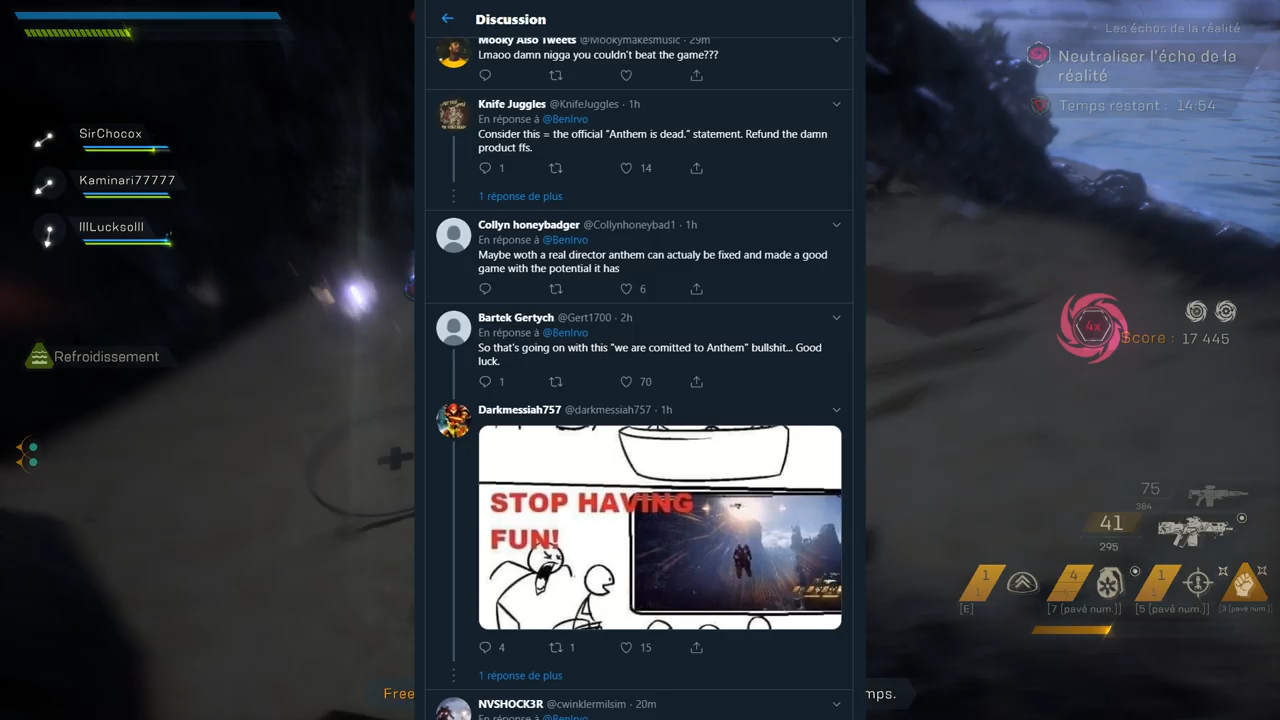 Discussion
Mooky Also Tweets @Mookymakesmusic · 29m
Lmaoo damn nigga you couldn't beat the game???
Knife Juggles @KnifeJuggles · 1h
En réponse à @BenIrvo
Consider this = the official "Anthem is dead." statement. Refund the damn
product ffs.
1 14
1 réponse de plus
Collyn honeybadger @Collynhoneybad1 · 1h
En réponse à @BenIrvo
Maybe woth a real director anthem can actualy be fixed and made a good
game with the potential it has
6
Bartek Gertych @Gert1700 · 2h
En réponse à @BenIrvo
So that's going on with this "we are comitted to Anthem" bullshit... Good
luck.
1 70
Darkmessiah757 @darkmessiah757 · 1h
STOP HAVING
FUN!
4 1 15
1 réponse de plus
NVSHOCK3R @cwinklermilsim · 20m
En réponse à @BenIrvo
SirChocox
Kaminari77777
IIILucksoIII
Refroidissement
Free
mps.
Les échos de la réalité
Neutraliser l'écho de la
réalité
Temps restant : 14:54
4x
Score : 17 445
75
384
41
295
1 4 1
[E] [7 (pavé num.)] [5 (pavé num.)] [3 (pavé num.)]